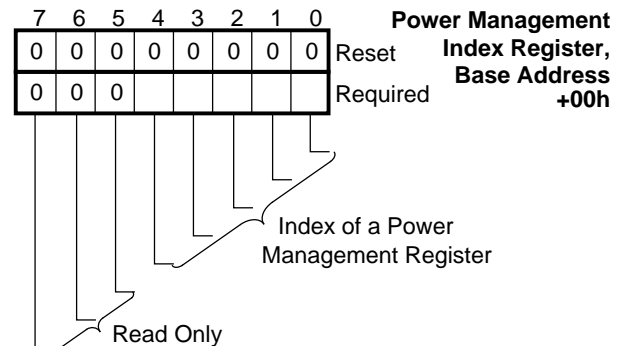 7 6 5 4 3 2 1 0
0 0 0 0 0 0 0 0 Reset
0 0 0 Required
Power Management
Index Register,
Base Address
+00h
Index of a Power
Management Register
Read Only